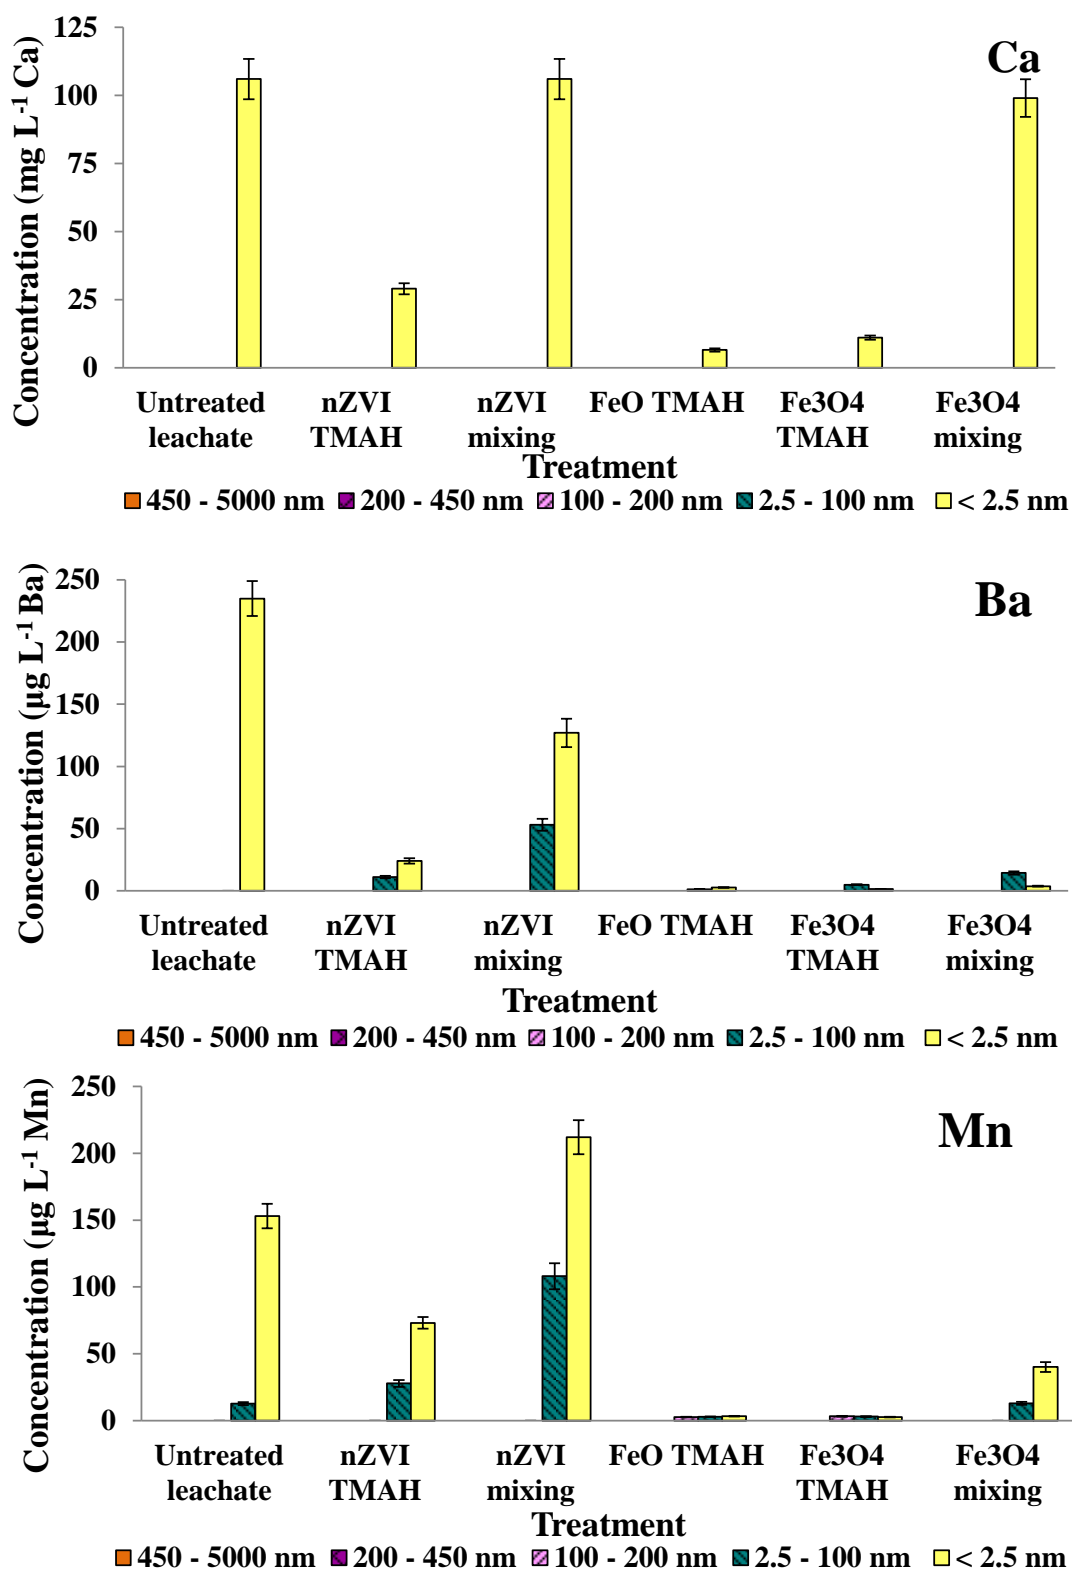 Ca
Concentration (mg L-1 Ca)
125
100
75
50
25
0
Untreated leachate
nZVI TMAH
nZVI mixing
FeO TMAH
Fe3O4 TMAH
Fe3O4 mixing
Treatment
450 - 5000 nm 200 - 450 nm 100 - 200 nm 2.5 - 100 nm < 2.5 nm
Ba
Concentration (µg L-1 Ba)
250
200
150
100
50
0
Untreated leachate
nZVI TMAH
nZVI mixing
FeO TMAH
Fe3O4 TMAH
Fe3O4 mixing
Treatment
450 - 5000 nm 200 - 450 nm 100 - 200 nm 2.5 - 100 nm < 2.5 nm
Mn
Concentration (µg L-1 Mn)
250
200
150
100
50
0
Untreated leachate
nZVI TMAH
nZVI mixing
FeO TMAH
Fe3O4 TMAH
Fe3O4 mixing
Treatment
450 - 5000 nm 200 - 450 nm 100 - 200 nm 2.5 - 100 nm < 2.5 nm